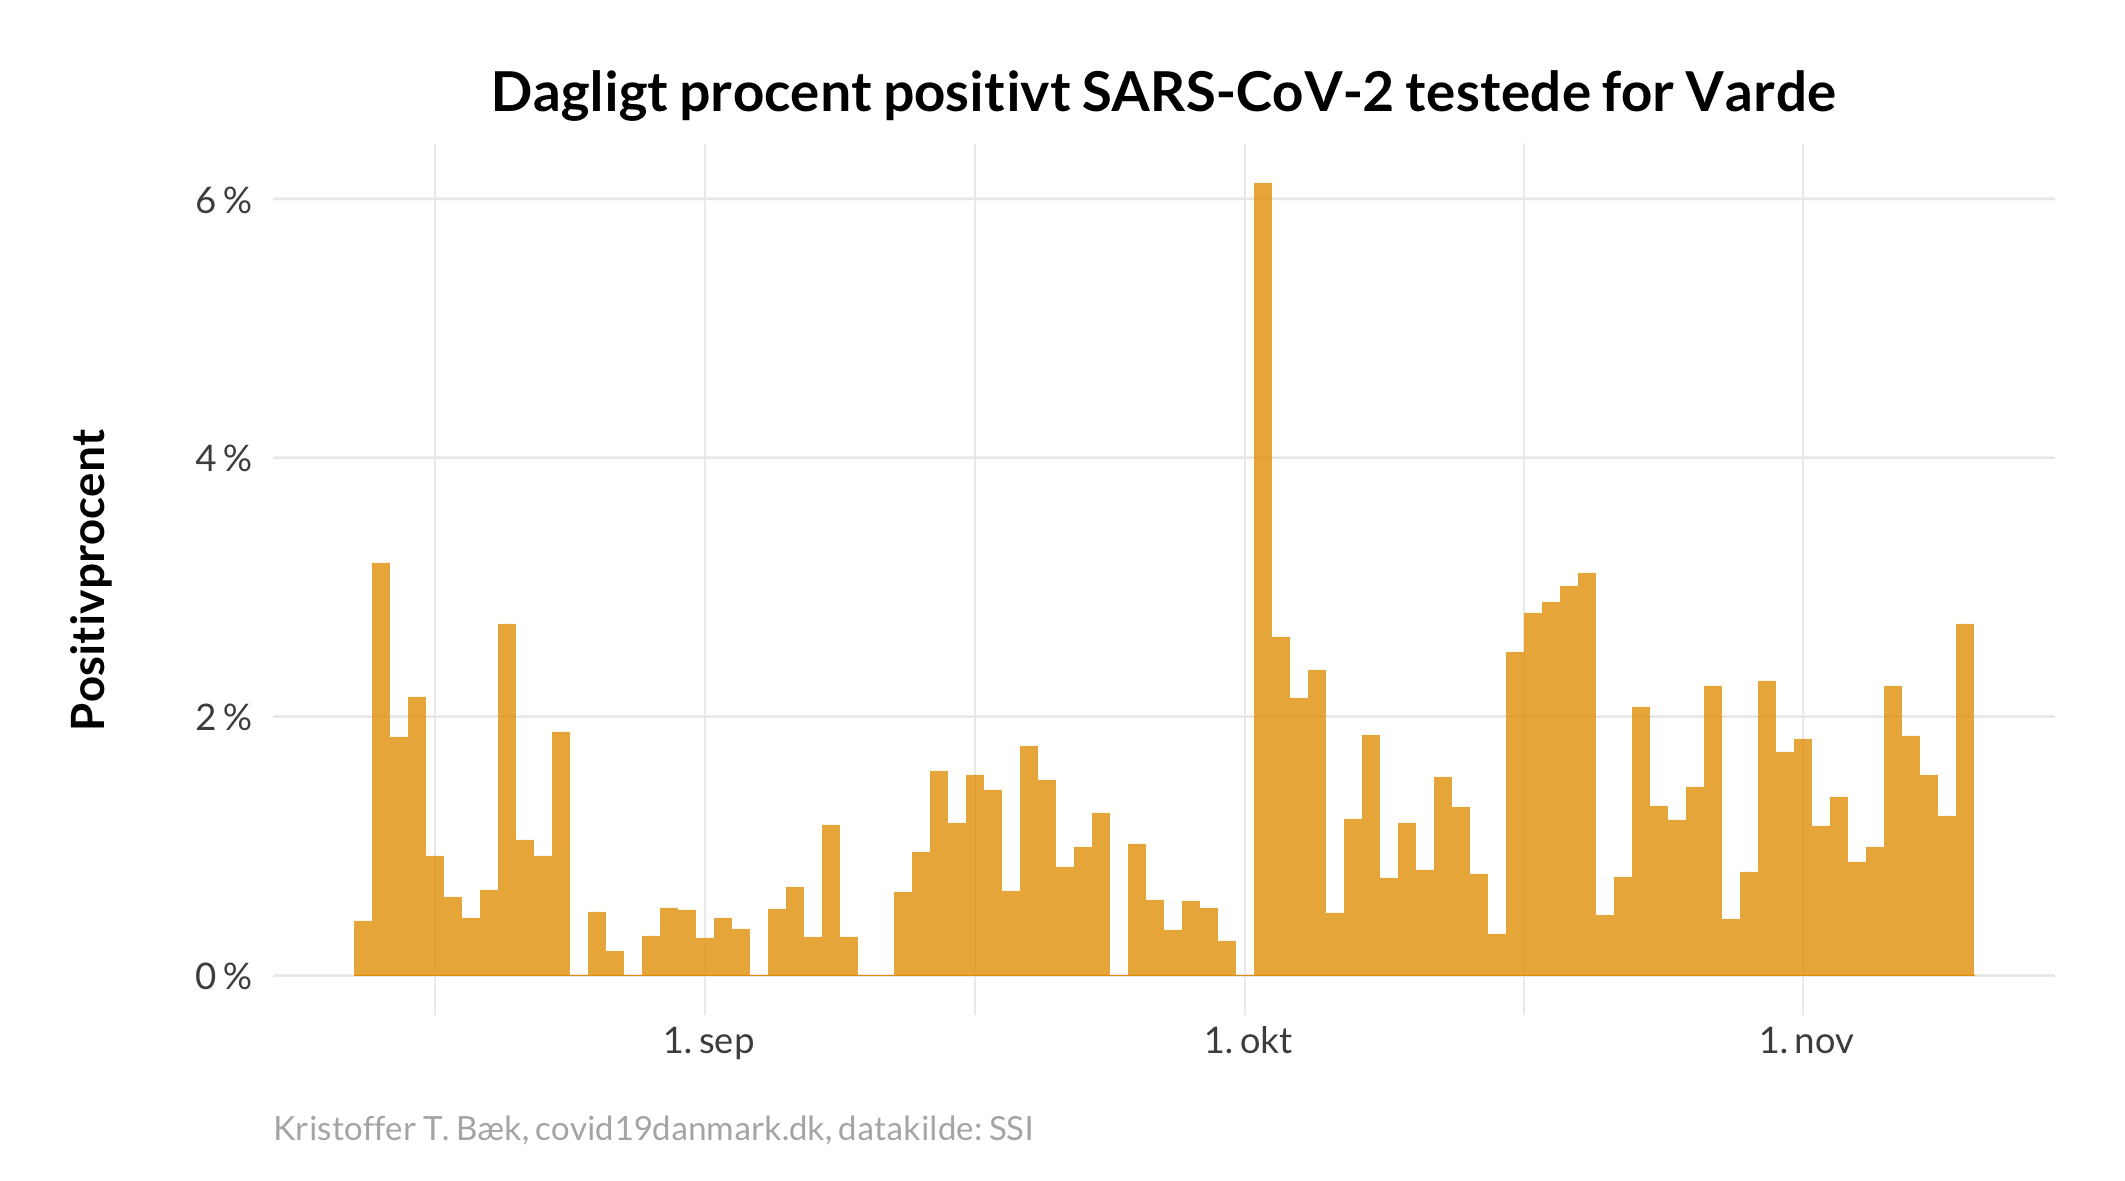 Dagligt procent positivt SARS-CoV-2 testede for Varde
Positivprocent
6 %
4 %
2 %
0 %
1. sep
1. okt
1. nov
Kristoffer T. Bæk, covid19danmark.dk, datakilde: SSI